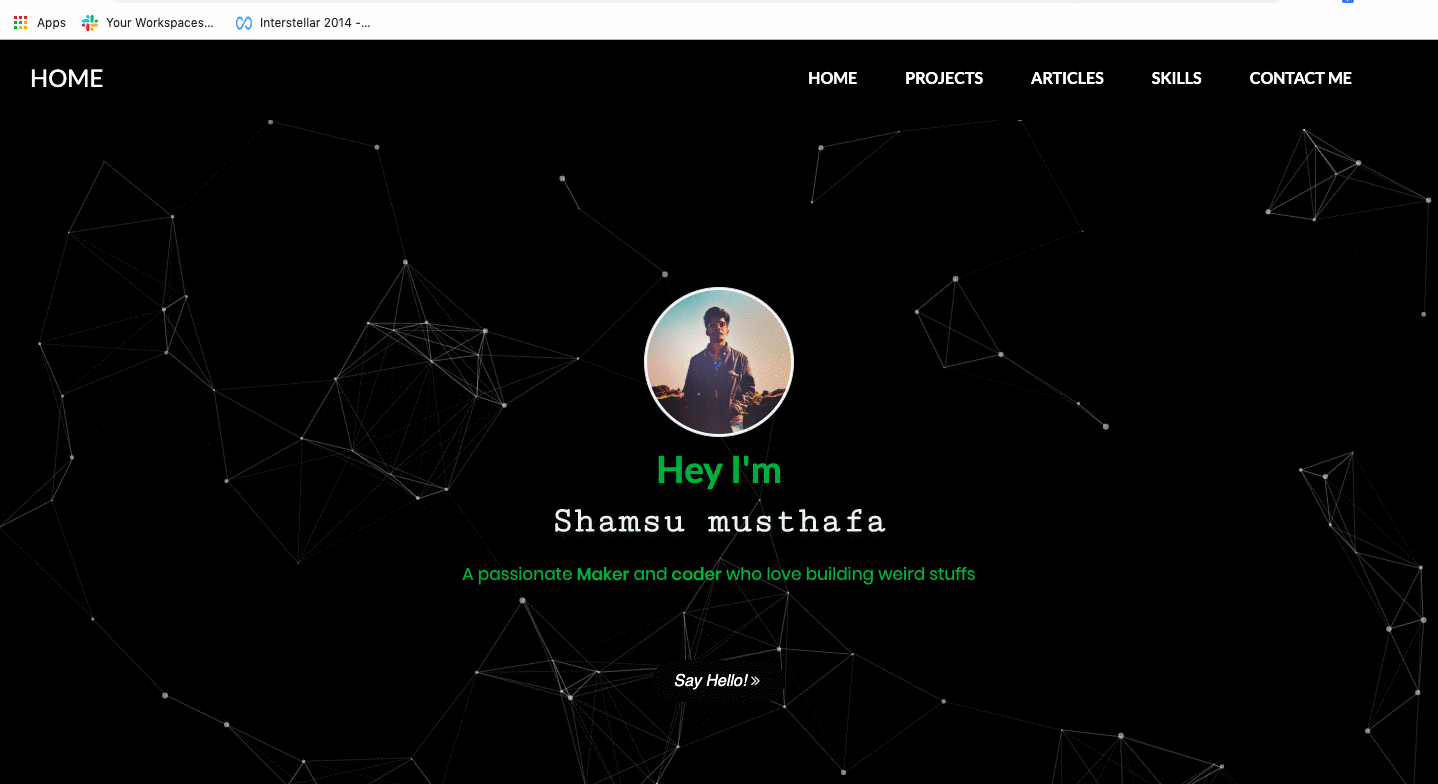 Apps Your Workspaces... Interstellar 2014 -...
HOME HOME PROJECTS ARTICLES SKILLS CONTACT ME
Hey I'm
Shamsu musthafa
A passionate Maker and coder who love building weird stuffs
Say Hello! »